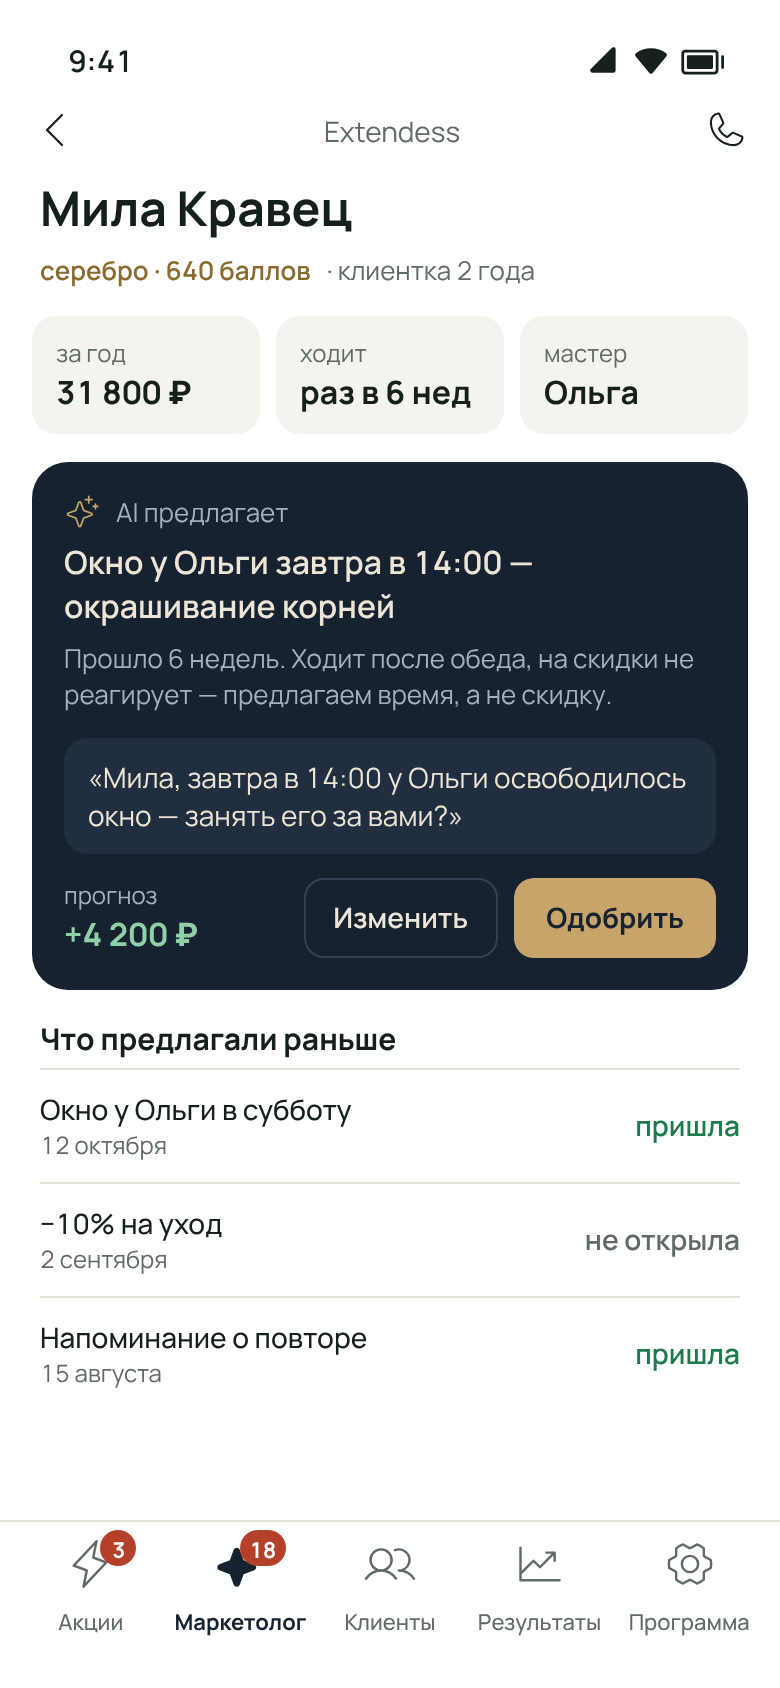 9:41
Extendess
Мила Кравец
серебро · 640 баллов · клиентка 2 года
за год
31 800 ₽
ходит
раз в 6 нед
мастер
Ольга
AI предлагает
Окно у Ольги завтра в 14:00 —
окрашивание корней
Прошло 6 недель. Ходит после обеда, на скидки не
реагирует — предлагаем время, а не скидку.
«Мила, завтра в 14:00 у Ольги освободилось
окно — занять его за вами?»
прогноз
+4 200 ₽
Изменить
Одобрить
Что предлагали раньше
Окно у Ольги в субботу
12 октября
пришла
−10% на уход
2 сентября
не открыла
Напоминание о повторе
15 августа
пришла
3
Акции
18
Маркетолог
Клиенты
Результаты
Программа